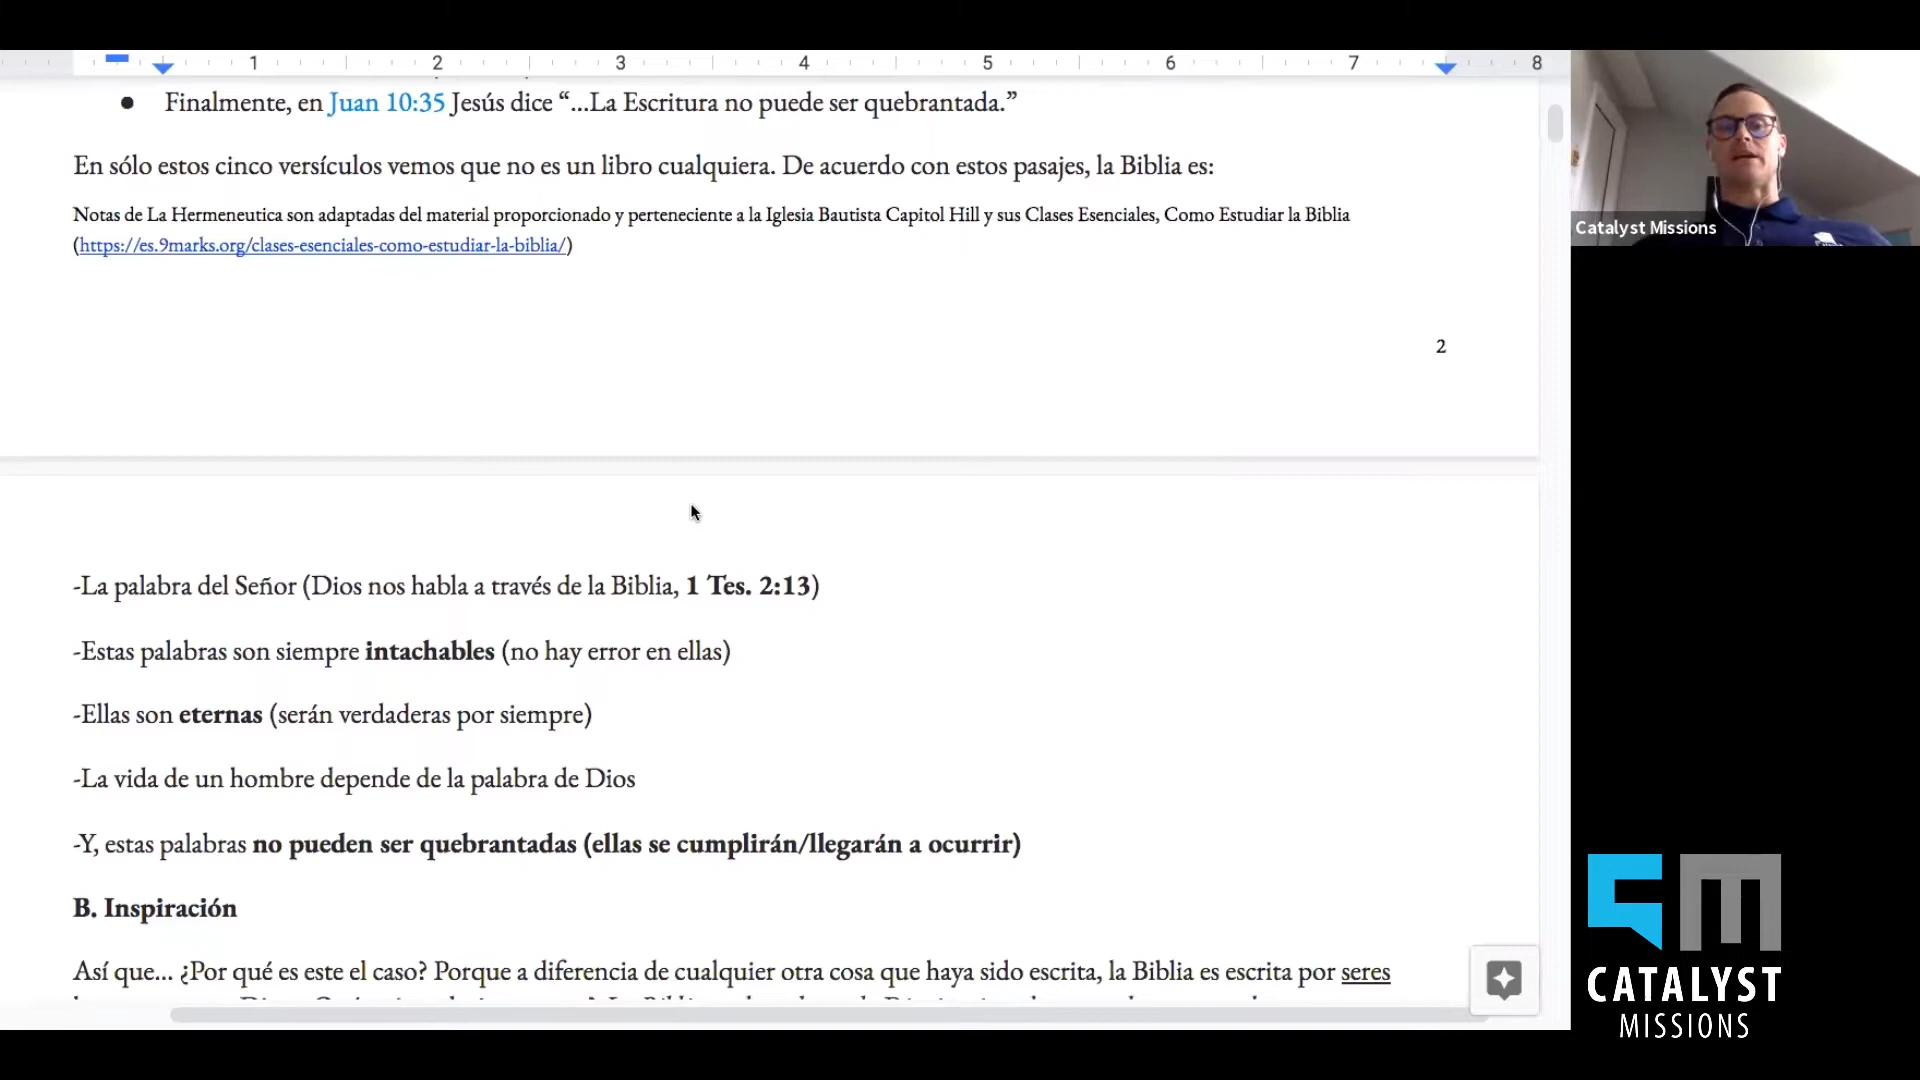 1 2 3 4 5 6 7 8
Finalmente, en Juan 10:35 Jesús dice “...La Escritura no puede ser quebrantada.”
En sólo estos cinco versículos vemos que no es un libro cualquiera. De acuerdo con estos pasajes, la Biblia es:
Notas de La Hermeneutica son adaptadas del material proporcionado y perteneciente a la Iglesia Bautista Capitol Hill y sus Clases Esenciales, Como Estudiar la Biblia
(https://es.9marks.org/clases-esenciales-como-estudiar-la-biblia/)
Catalyst Missions
2
-La palabra del Señor (Dios nos habla a través de la Biblia, 1 Tes. 2:13)
-Estas palabras son siempre intachables (no hay error en ellas)
-Ellas son eternas (serán verdaderas por siempre)
-La vida de un hombre depende de la palabra de Dios
-Y, estas palabras no pueden ser quebrantadas (ellas se cumplirán/llegarán a ocurrir)
B. Inspiración
Así que... ¿Por qué es este el caso? Porque a diferencia de cualquier otra cosa que haya sido escrita, la Biblia es escrita por seres
CATALYST
MISSIONS